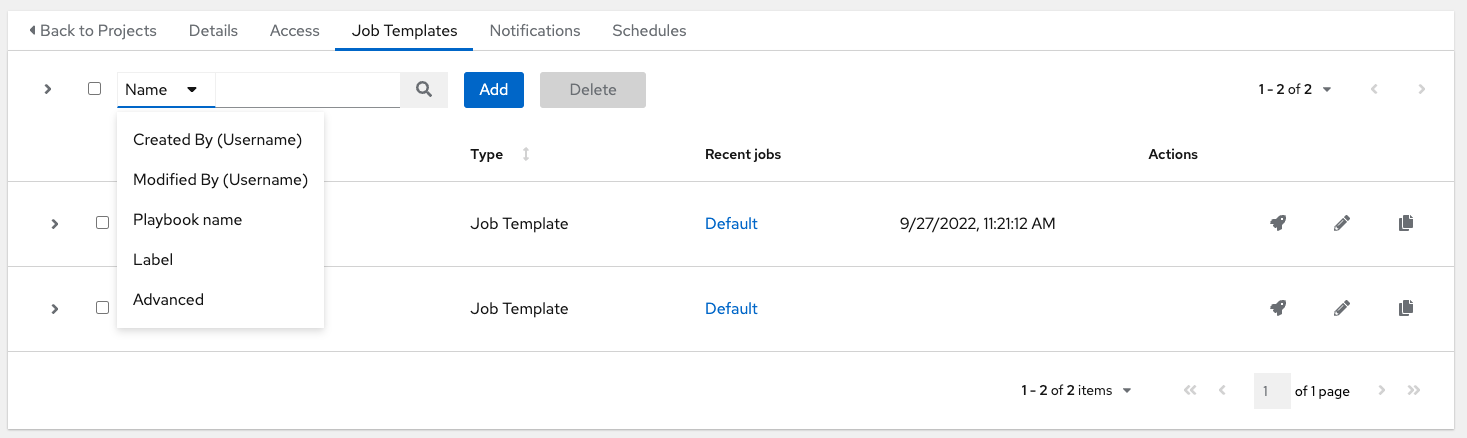 Back to Projects Details Access Job Templates Notifications Schedules
Name Add Delete 1 - 2 of 2
Created By (Username)
Type Recent jobs Actions
Modified By (Username)
Playbook name Job Template Default 9/27/2022, 11:21:12 AM
Label
Advanced Job Template Default
1 - 2 of 2 items 1 of 1 page